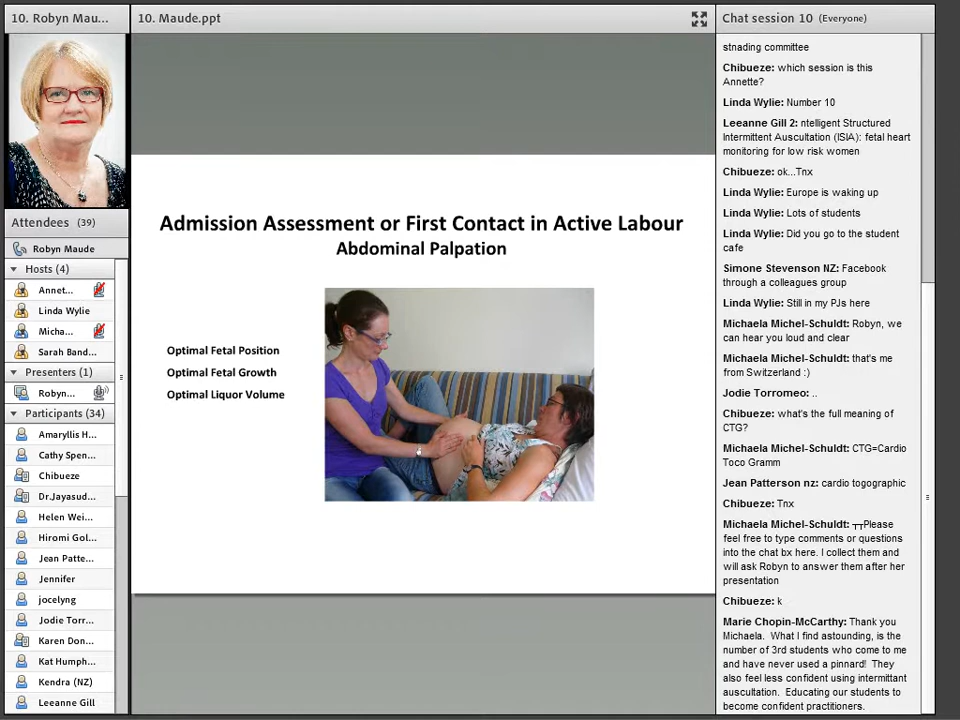 10. Robyn Mau...
Attendees (39)
Robyn Maude
Hosts (4)
Annet...
Linda Wylie
Micha...
Sarah Band...
Presenters (1)
Robyn...
Participants (34)
Amaryllis H...
Cathy Spen...
Chibueze
Dr.Jayasud...
Helen Wei...
Hiromi Gol...
Jean Patte...
Jennifer
jocelyng
Jodie Torr...
Karen Don...
Kat Humph...
Kendra (NZ)
Leeanne Gill
10. Maude.ppt
Admission Assessment or First Contact in Active Labour
Abdominal Palpation
Optimal Fetal Position
Optimal Fetal Growth
Optimal Liquor Volume
Chat session 10 (Everyone)
stnading committee
Chibueze: which session is this
Annette?
Linda Wylie: Number 10
Leeanne Gill 2: ntelligent Structured
Intermittent Auscultation (ISIA): fetal heart
monitoring for low risk women
Chibueze: ok...Tnx
Linda Wylie: Europe is waking up
Linda Wylie: Lots of students
Linda Wylie: Did you go to the student
cafe
Simone Stevenson NZ: Facebook
through a colleagues group
Linda Wylie: Still in my PJs here
Michaela Michel-Schuldt: Robyn, we
can hear you loud and clear
Michaela Michel-Schuldt: that's me
from Switzerland :)
Jodie Torromeo: ..
Chibueze: what's the full meaning of
CTG?
Michaela Michel-Schuldt: CTG=Cardio
Toco Gramm
Jean Patterson nz: cardio togographic
Chibueze: Tnx
Michaela Michel-Schuldt: ┬┬Please
feel free to type comments or questions
into the chat bx here. I collect them and
will ask Robyn to answer them after her
presentation
Chibueze: k
Marie Chopin-McCarthy: Thank you
Michaela. What I find astounding, is the
number of 3rd students who come to me
and have never used a pinnard! They
also feel less confident using intermittant
auscultation. Educating our students to
become confident practitioners.